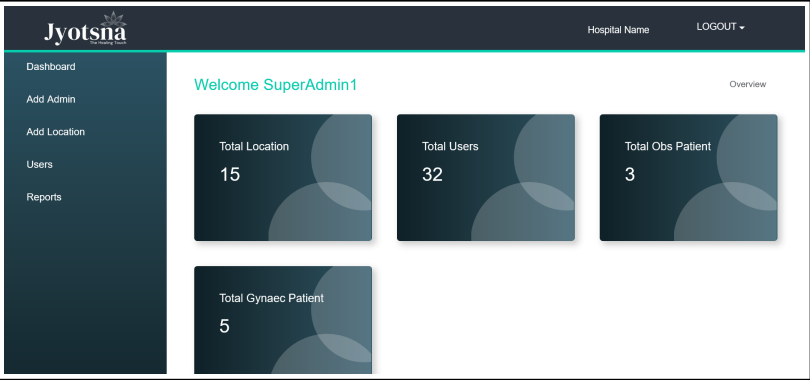 Jyotsna
The Healing Touch
Hospital Name
LOGOUT
Dashboard
Add Admin
Add Location
Users
Reports
Welcome SuperAdmin1
Overview
Total Location
15
Total Users
32
Total Obs Patient
3
Total Gynaec Patient
5